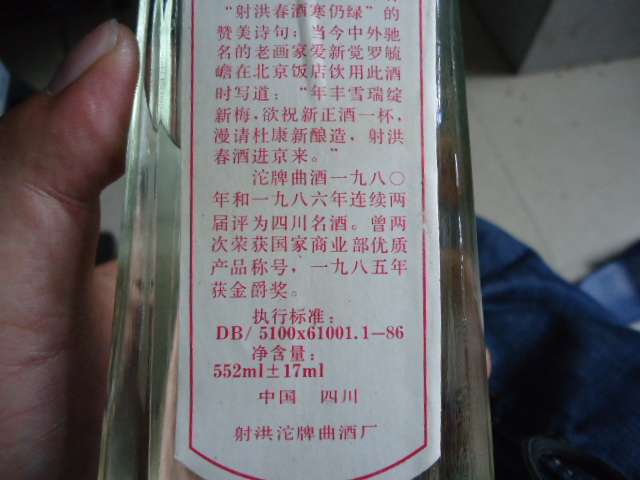 “射洪春酒寒仍绿”的
赞美诗句；当今中外驰
名的老画家爱新觉罗毓
嶦在北京饭店饮用此酒
时写道：“年丰雪瑞绽
新梅，欲祝新正酒一杯，
漫请杜康新酿造，射洪
春酒进京来。”
沱牌曲酒一九八〇
年和一九八六年连续两
届评为四川名酒。曾两
次荣获国家商业部优质
产品称号，一九八五年
获金爵奖。
执行标准：
DB/5100x61001.1—86
净含量：
552ml±17ml
中国 四川
射洪沱牌曲酒厂